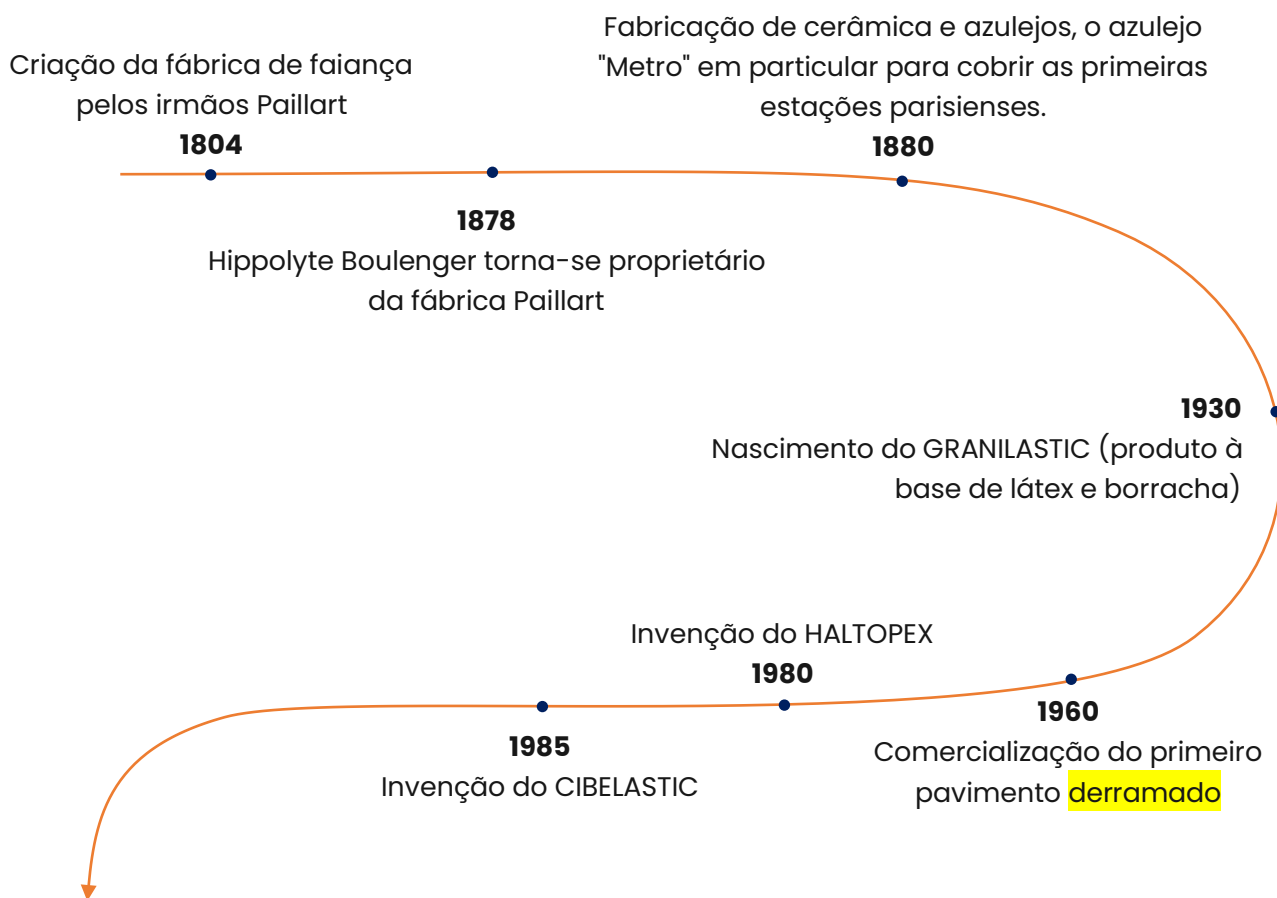 Criação da fábrica de faiança
pelos irmãos Paillart
1804
1878
Hippolyte Boulenger torna-se proprietário
da fábrica Paillart
Fabricação de cerâmica e azulejos, o azulejo
"Metro" em particular para cobrir as primeiras
estações parisienses.
1880
1930
Nascimento do GRANILASTIC (produto à
base de látex e borracha)
1960
Comercialização do primeiro
pavimento derramado
Invenção do HALTOPEX
1980
1985
Invenção do CIBELASTIC